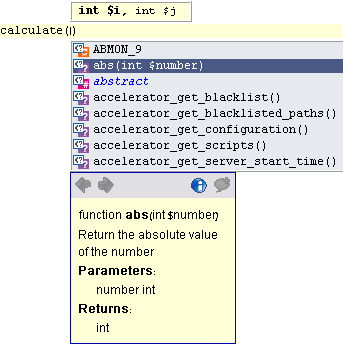 int $i, int $j
calculate()
ABMON_9
abs(int $number)
abstract
accelerator_get_blacklist()
accelerator_get_blacklisted_paths()
accelerator_get_configuration()
accelerator_get_scripts()
accelerator_get_server_start_time()
function abs(int $number)
Return the absolute value
of the number
Parameters:
number int
Returns:
int